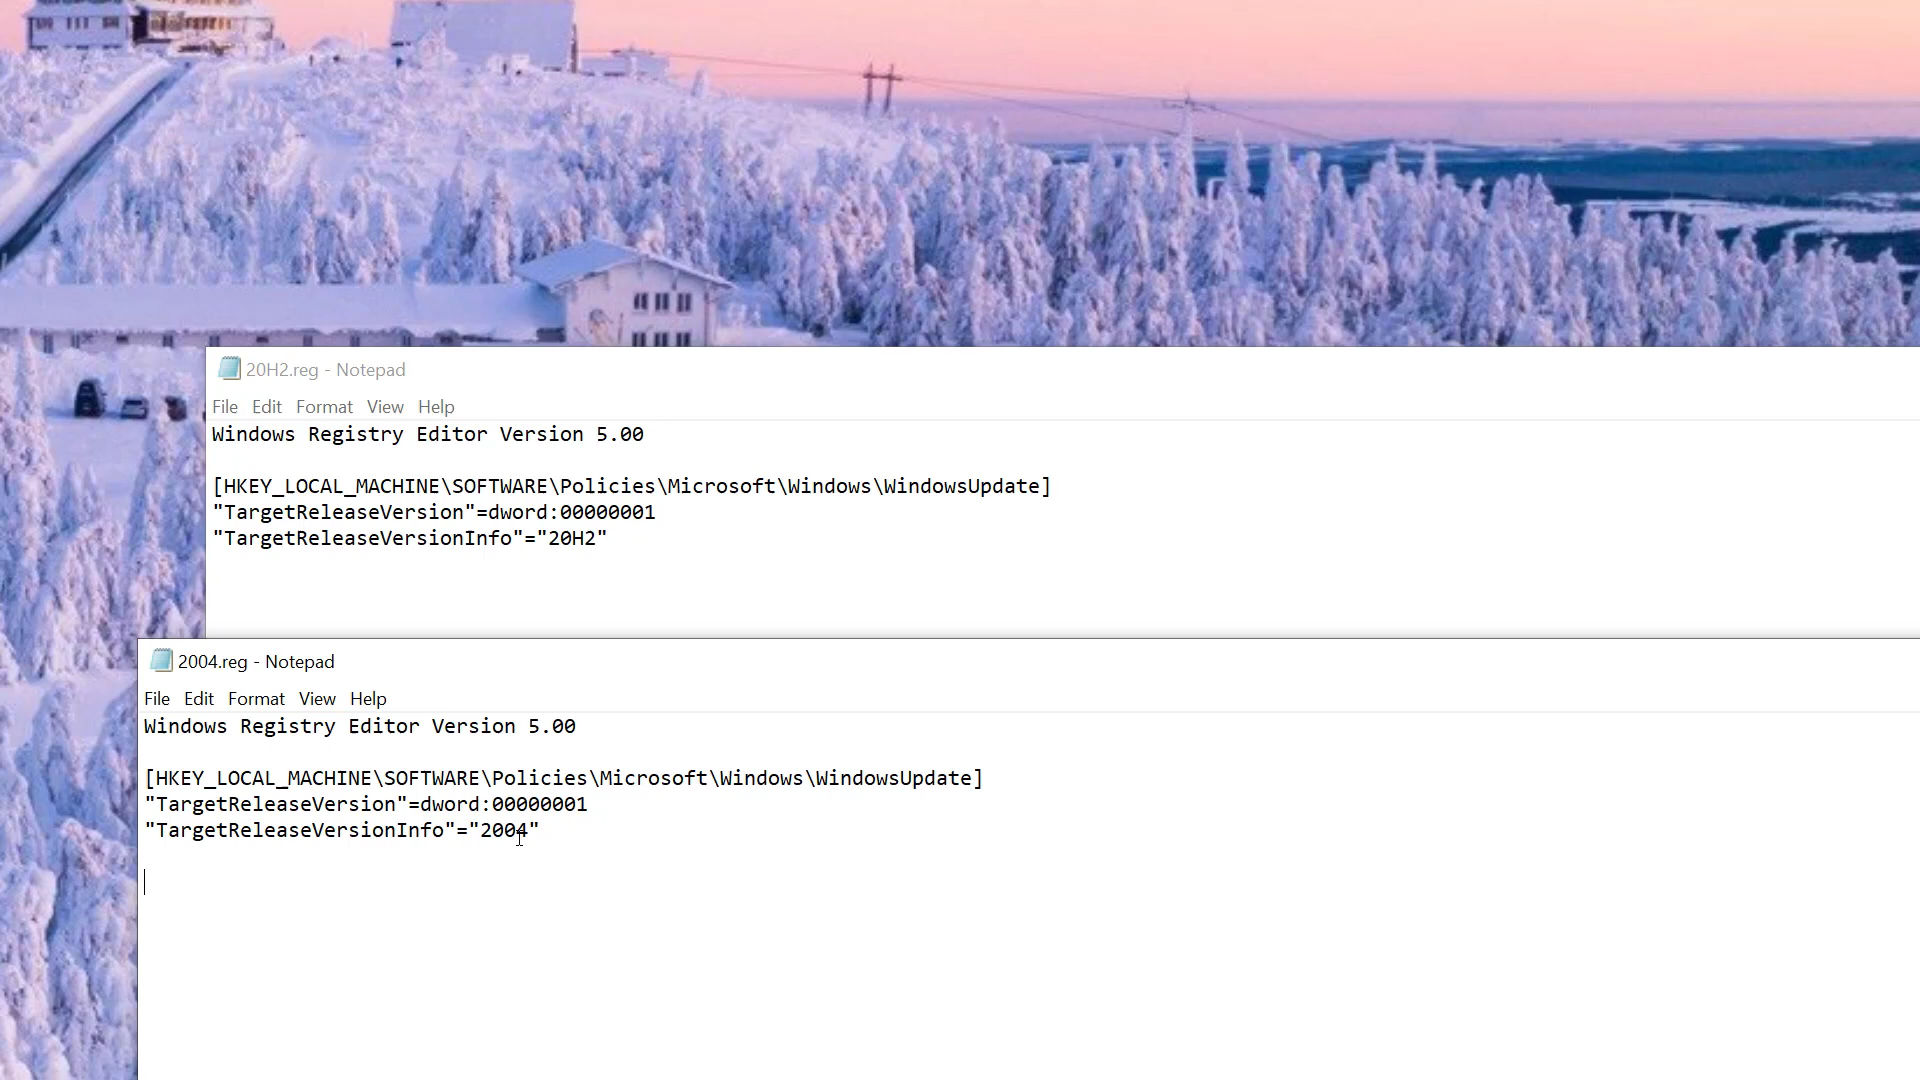 20H2.reg - Notepad
File Edit Format View Help
Windows Registry Editor Version 5.00
[HKEY_LOCAL_MACHINE\SOFTWARE\Policies\Microsoft\Windows\WindowsUpdate]
"TargetReleaseVersion"=dword:00000001
"TargetReleaseVersionInfo"="20H2"
2004.reg - Notepad
File Edit Format View Help
Windows Registry Editor Version 5.00
[HKEY_LOCAL_MACHINE\SOFTWARE\Policies\Microsoft\Windows\WindowsUpdate]
"TargetReleaseVersion"=dword:00000001
"TargetReleaseVersionInfo"="2004"